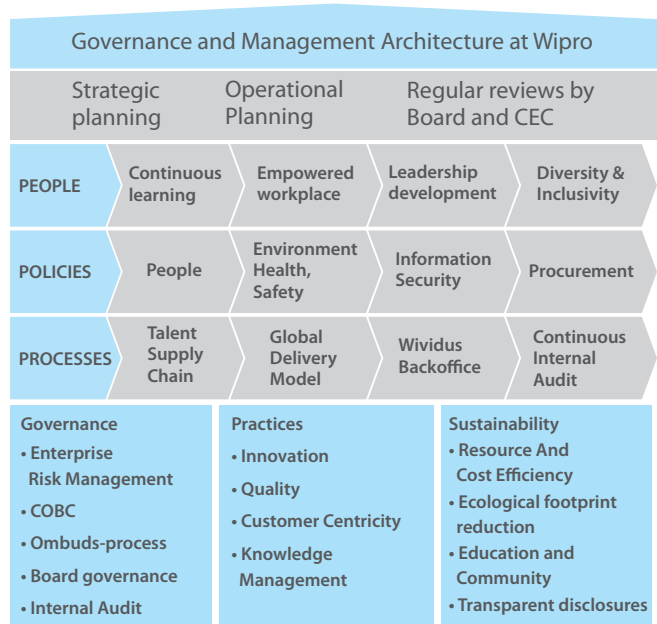 Governance and Management Architecture at Wipro
Strategic
planning
Operational
Planning
Regular reviews by
Board and CEC
PEOPLE
Continuous
learning
Empowered
workplace
Leadership
development
Diversity &
Inclusivity
POLICIES
People
Environment
Health,
Safety
Information
Security
Procurement
PROCESSES
Talent
Supply
Chain
Global
Delivery
Model
Wividus
Backoffice
Continuous
Internal
Audit
Governance
• Enterprise
Risk Management
• COBC
• Ombuds-process
• Board governance
• Internal Audit
Practices
• Innovation
• Quality
• Customer Centricity
• Knowledge
Management
Sustainability
• Resource And
Cost Efficiency
• Ecological footprint
reduction
• Education and
Community
• Transparent disclosures